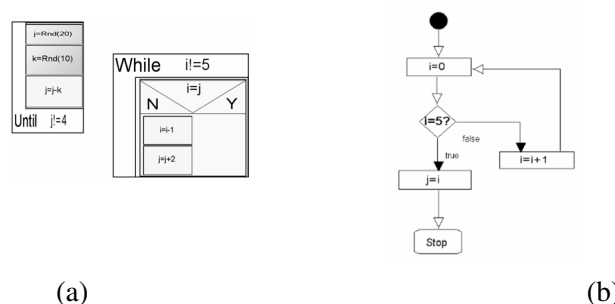 j=Rnd(20)
k=Rnd(10)
j=j-k
Until j!=4
While i!=5
i=j
N Y
i=i-1
j=j+2
(a)
i=0
i=5?
false
true
i=i+1
j=i
Stop
(b)